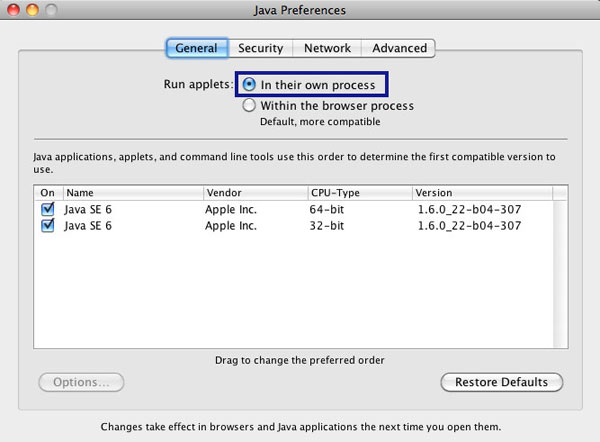 Java Preferences
General Security Network Advanced
Run applets: In their own process
Within the browser process
Default, more compatible
Java applications, applets, and command line tools use this order to determine the first compatible version to
use.
On Name Vendor CPU-Type Version
Java SE 6 Apple Inc. 64-bit 1.6.0_22-b04-307
Java SE 6 Apple Inc. 32-bit 1.6.0_22-b04-307
Drag to change the preferred order
Options... Restore Defaults
Changes take effect in browsers and Java applications the next time you open them.